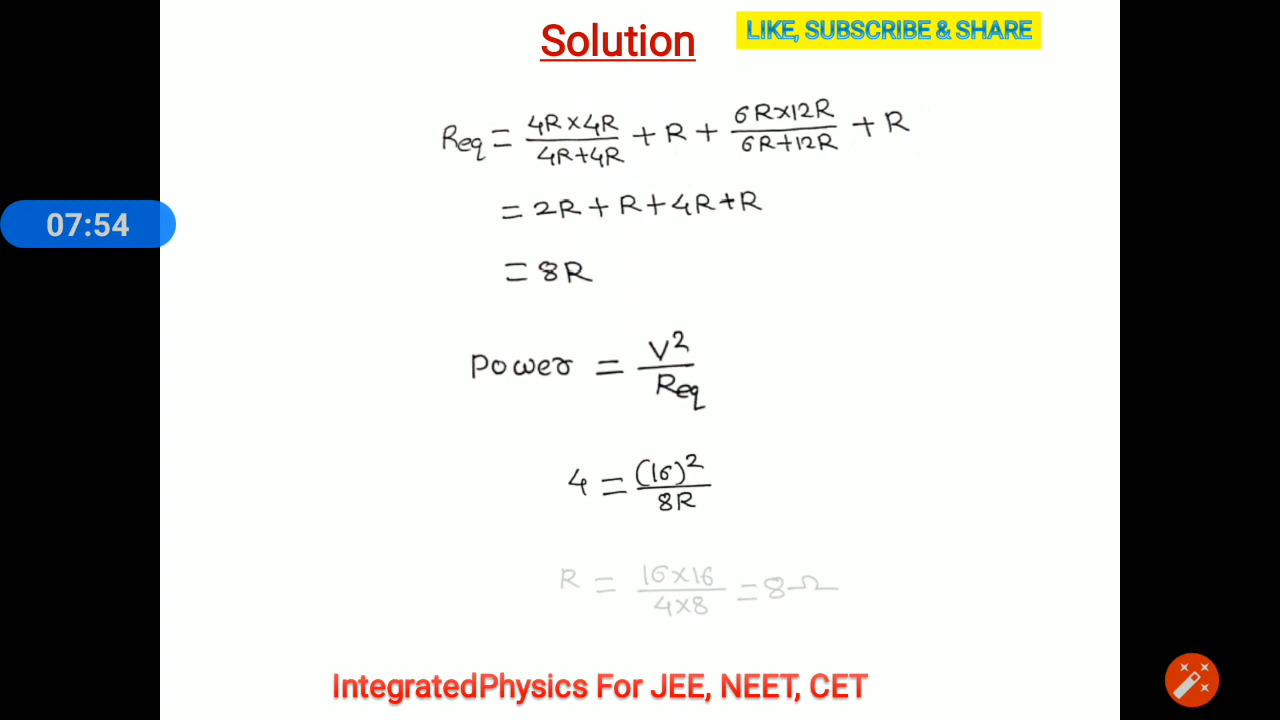 Solution
LIKE, SUBSCRIBE & SHARE
Req = (4R×4R)/(4R+4R) + R + (6R×12R)/(6R+12R) + R
07:54
= 2R + R + 4R + R
= 8R
Power = V²/Req
4 = (16)²/8R
R = (16×16)/(4×8) = 8Ω
IntegratedPhysics For JEE, NEET, CET